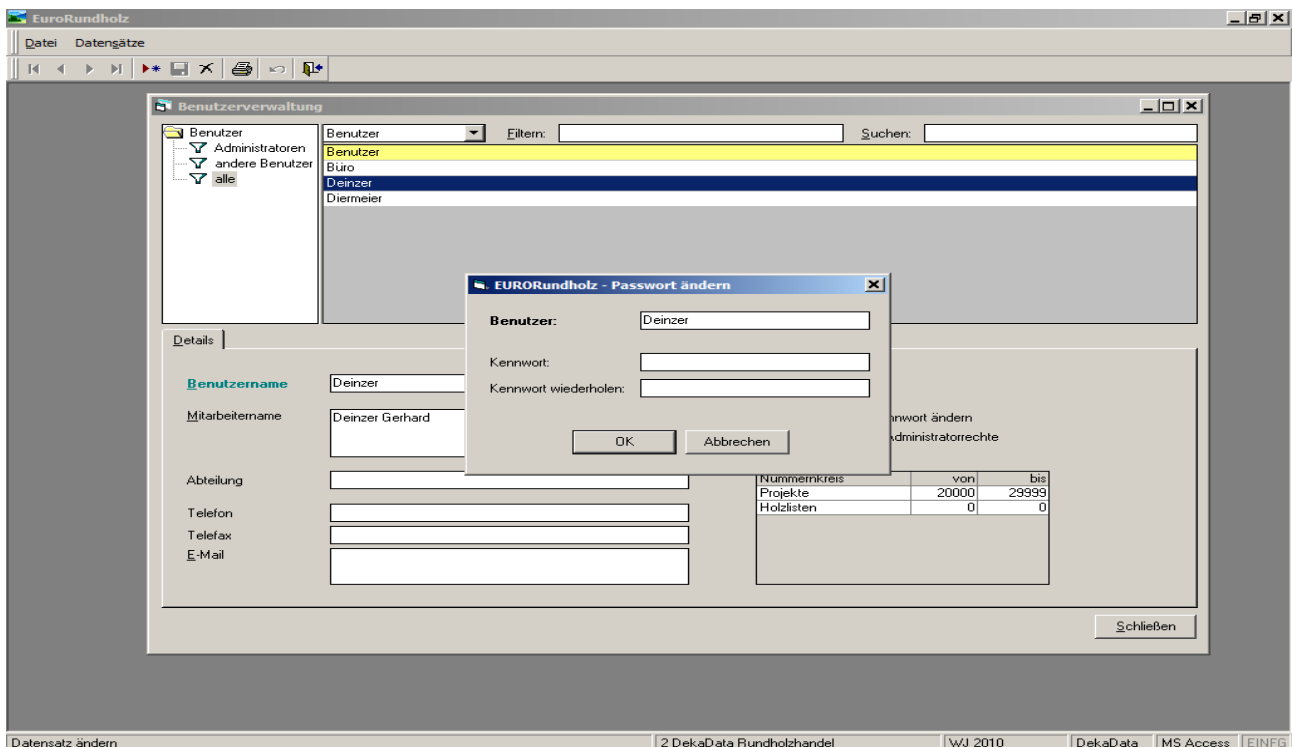 EuroRundholz
Datei Datensätze
Benutzerverwaltung
Benutzer
Administratoren
andere Benutzer
alle
Benutzer Filtern: Suchen:
Benutzer
Büro
Deinzer
Diermeier
EURORundholz - Passwort ändern
Benutzer: Deinzer
Kennwort:
Kennwort wiederholen:
OK Abbrechen
Details
Benutzername Deinzer
Mitarbeitername Deinzer Gerhard
Abteilung
Telefon
Telefax
E-Mail
nnwort ändern
dministratorrechte
Nummernkreis von bis
Projekte 20000 29999
Holzlisten 0 0
Schließen
Datensatz ändern 2 DekaData Rundholzhandel WJ 2010 DekaData MS Access EINFG